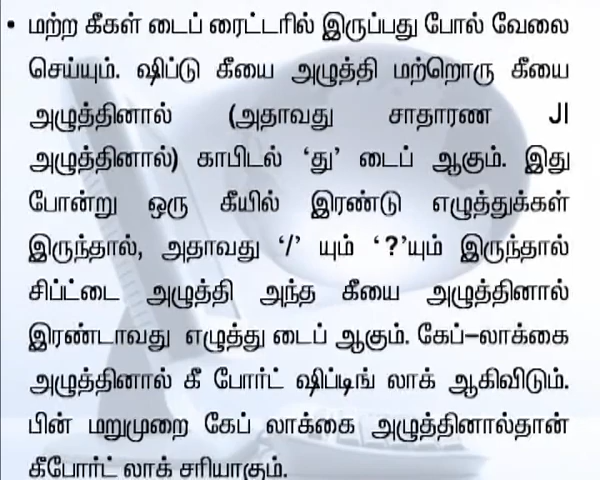 • மற்ற கீகள் டைப் ரைட்டரில் இருப்பது போல் வேலை
செய்யும். ஷிப்டு கீயை அழுத்தி மற்றொரு கீயை
அழுத்தினால் (அதாவது சாதாரண JI
அழுத்தினால்) காபிடல் ‘து’ டைப் ஆகும். இது
போன்று ஒரு கீயில் இரண்டு எழுத்துக்கள்
இருந்தால், அதாவது ‘/’ யும் ‘?’யும் இருந்தால்
சிப்ட்டை அழுத்தி அந்த கீயை அழுத்தினால்
இரண்டாவது எழுத்து டைப் ஆகும். கேப்–லாக்கை
அழுத்தினால் கீ போர்ட் ஷிப்டிங் லாக் ஆகிவிடும்.
பின் மறுமுறை கேப் லாக்கை அழுத்தினால்தான்
கீபோர்ட் லாக் சரியாகும்.